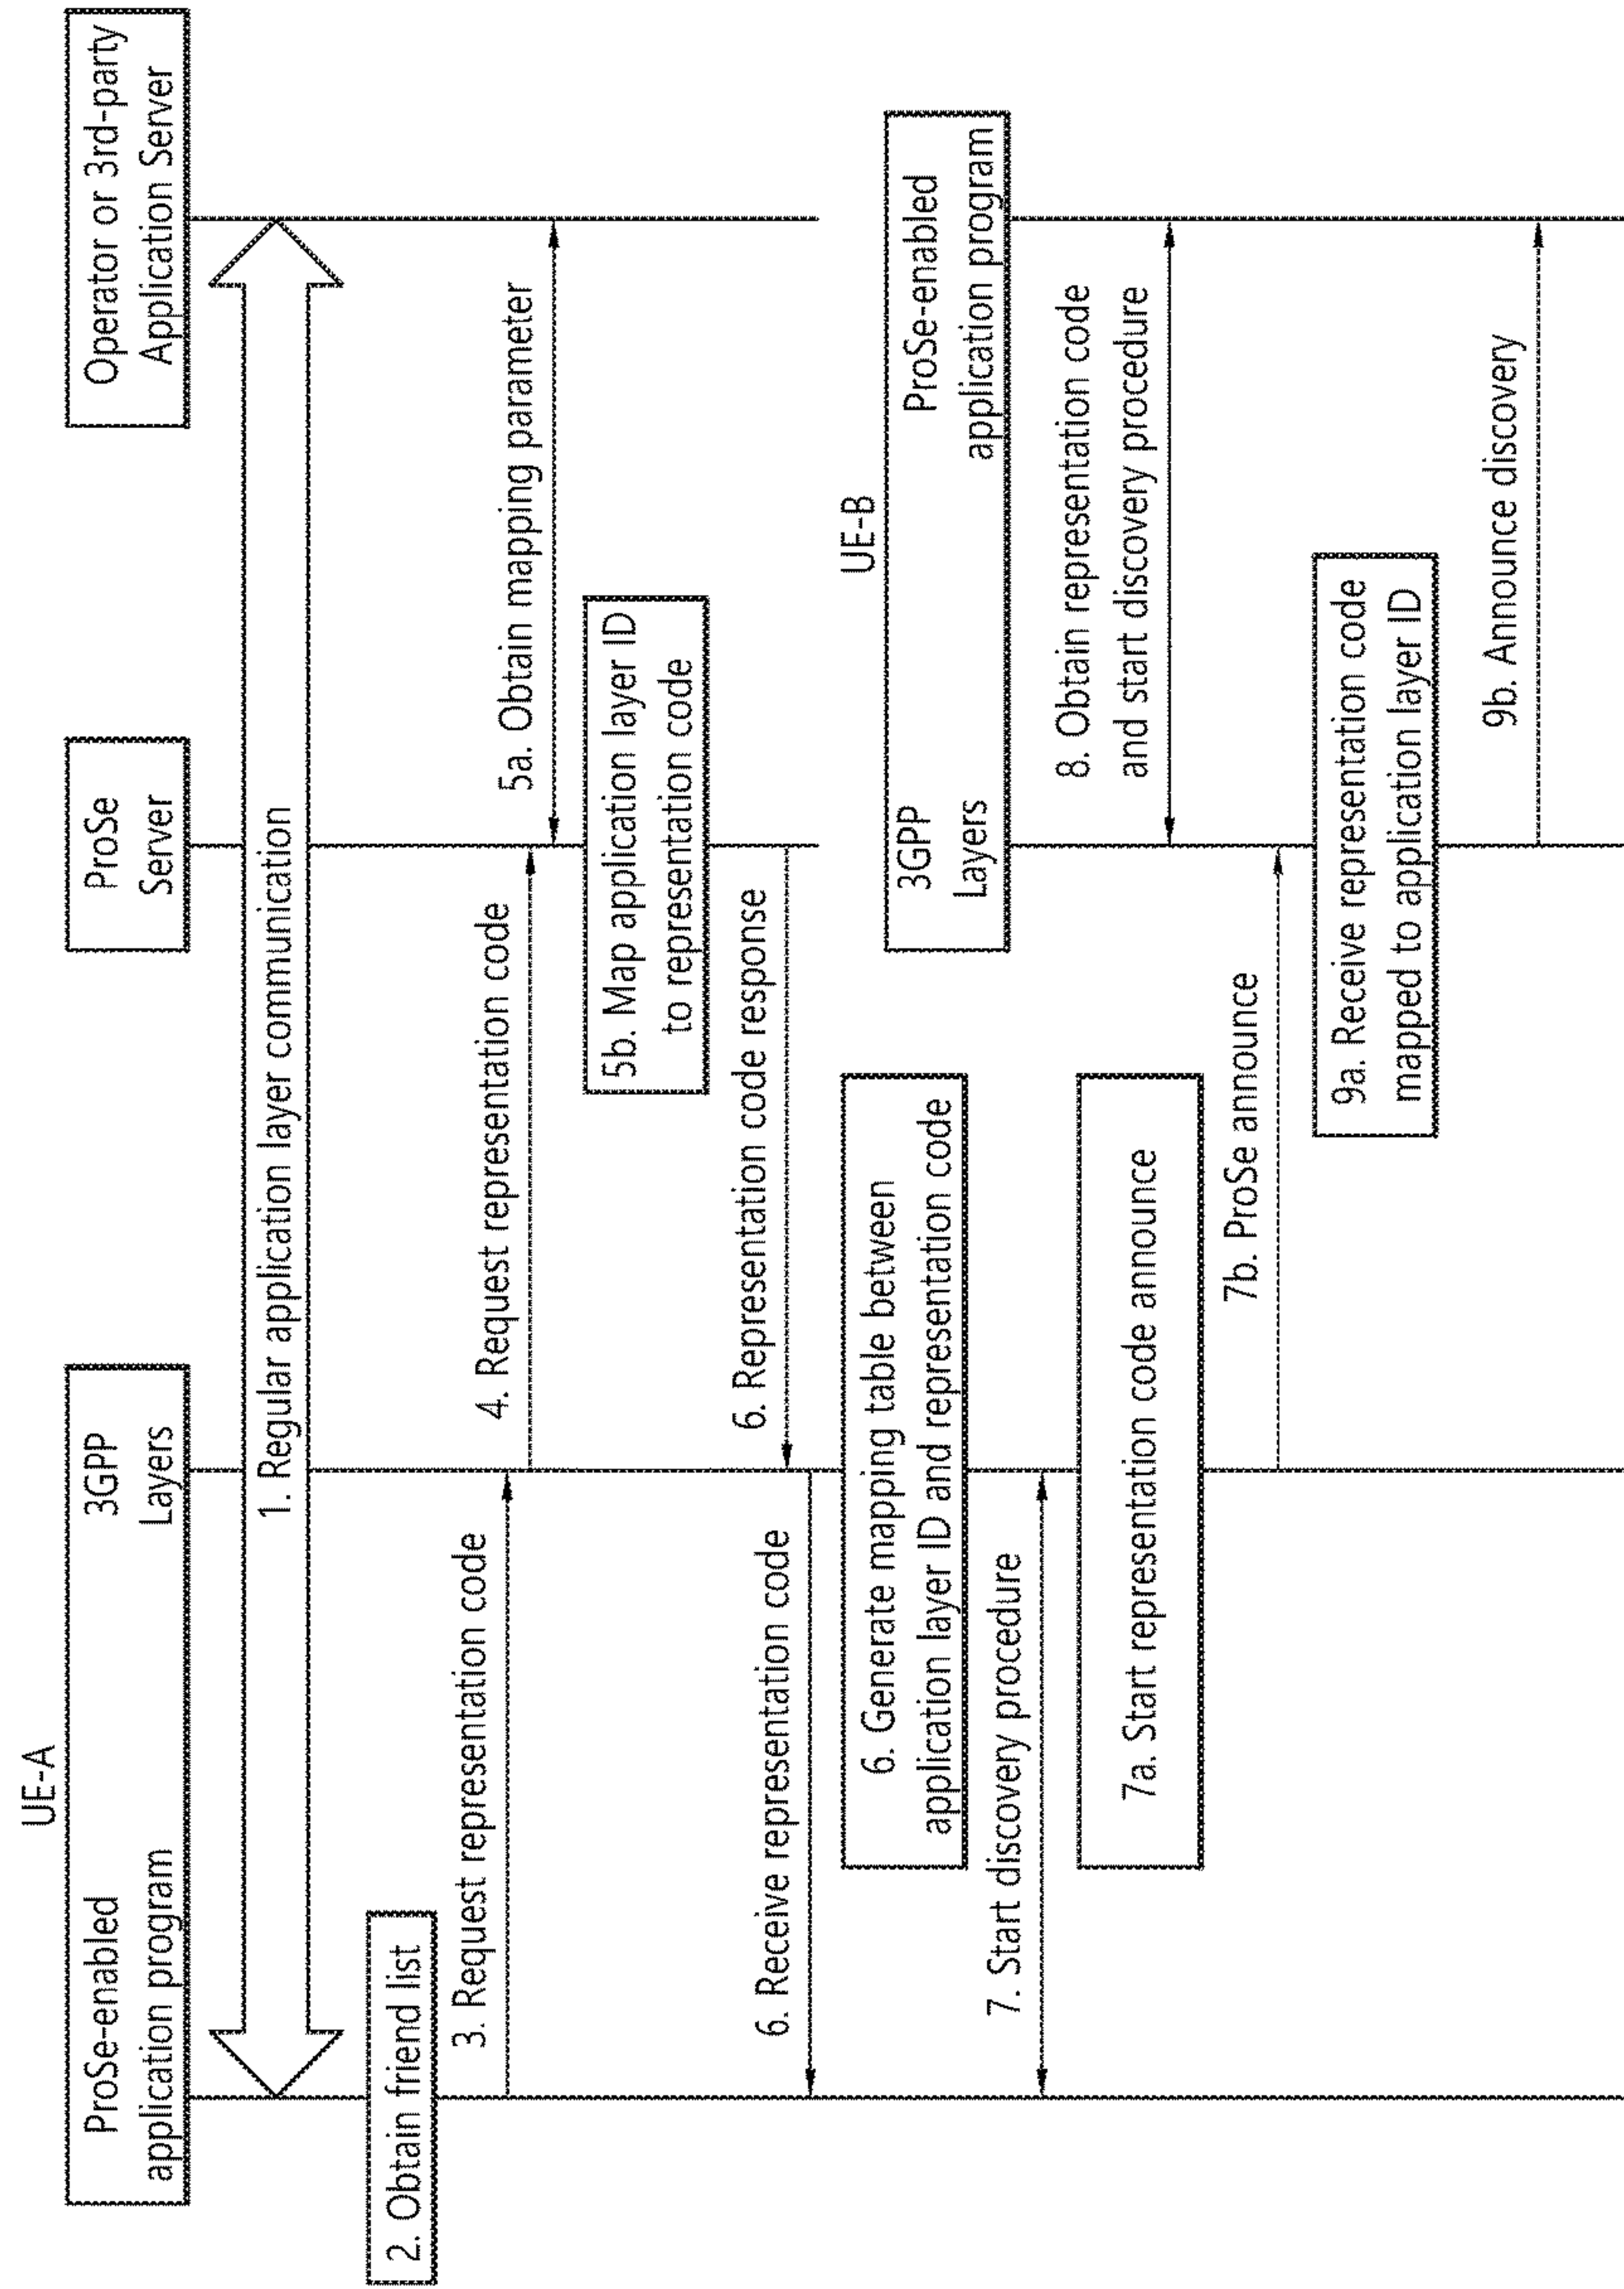 UE-A
ProSe-enabled
application program
3GPP
Layers
ProSe
Server
Operator or 3rd-party
Application Server
1. Regular application layer communication
2. Obtain friend list
3. Request representation code
4. Request representation code
5a. Obtain mapping parameter
5b. Map application layer ID
to representation code
6. Representation code response
6. Receive representation code
6. Generate mapping table between
application layer ID and representation code
UE-B
3GPP
Layers
ProSe-enabled
application program
7. Start discovery procedure
7a. Start representation code announce
8. Obtain representation code
and start discovery procedure
7b. ProSe announce
9a. Receive representation code
mapped to application layer ID
9b. Announce discovery